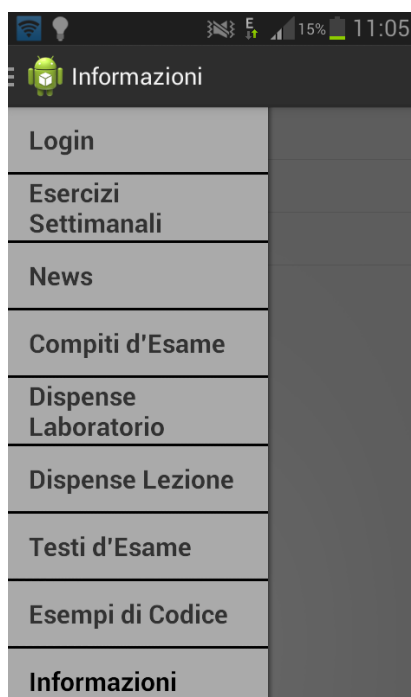 E 15% 11:05
Informazioni
Login
Esercizi
Settimanali
News
Compiti d'Esame
Dispense
Laboratorio
Dispense Lezione
Testi d'Esame
Esempi di Codice
Informazioni